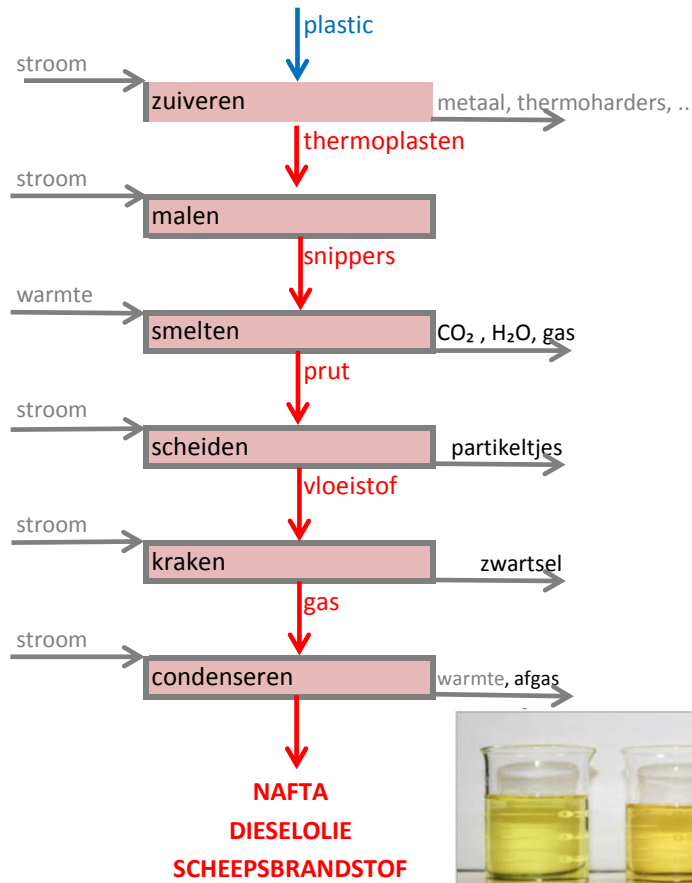 plastic
stroom
zuiveren
metaal, thermoharders, ..
thermoplasten
stroom
malen
snippers
warmte
smelten
CO₂ , H₂O, gas
prut
stroom
scheiden
partikeltjes
vloeistof
stroom
kraken
zwartsel
gas
stroom
condenseren
warmte, afgas
NAFTA
DIESELOLIE
SCHEEPSBRANDSTOF